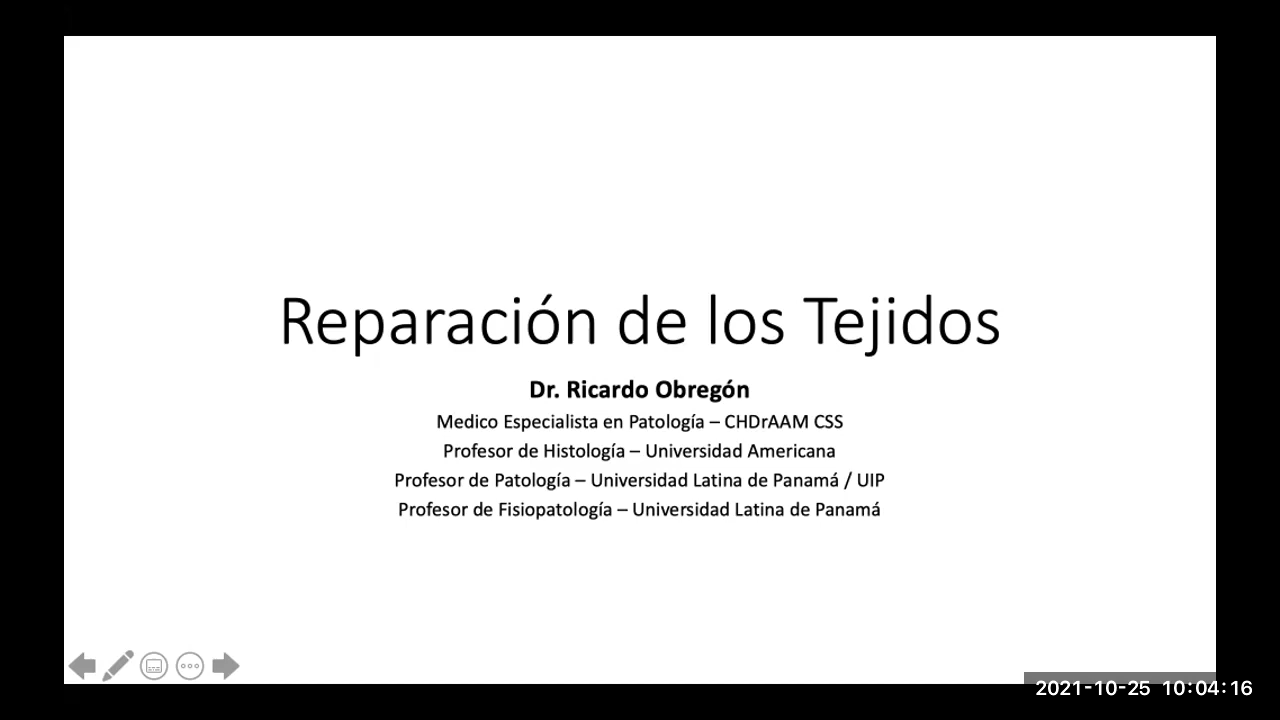 Reparación de los Tejidos
Dr. Ricardo Obregón
Medico Especialista en Patología – CHDrAAM CSS
Profesor de Histología – Universidad Americana
Profesor de Patología – Universidad Latina de Panamá / UIP
Profesor de Fisiopatología – Universidad Latina de Panamá
2021-10-25 10:04:16